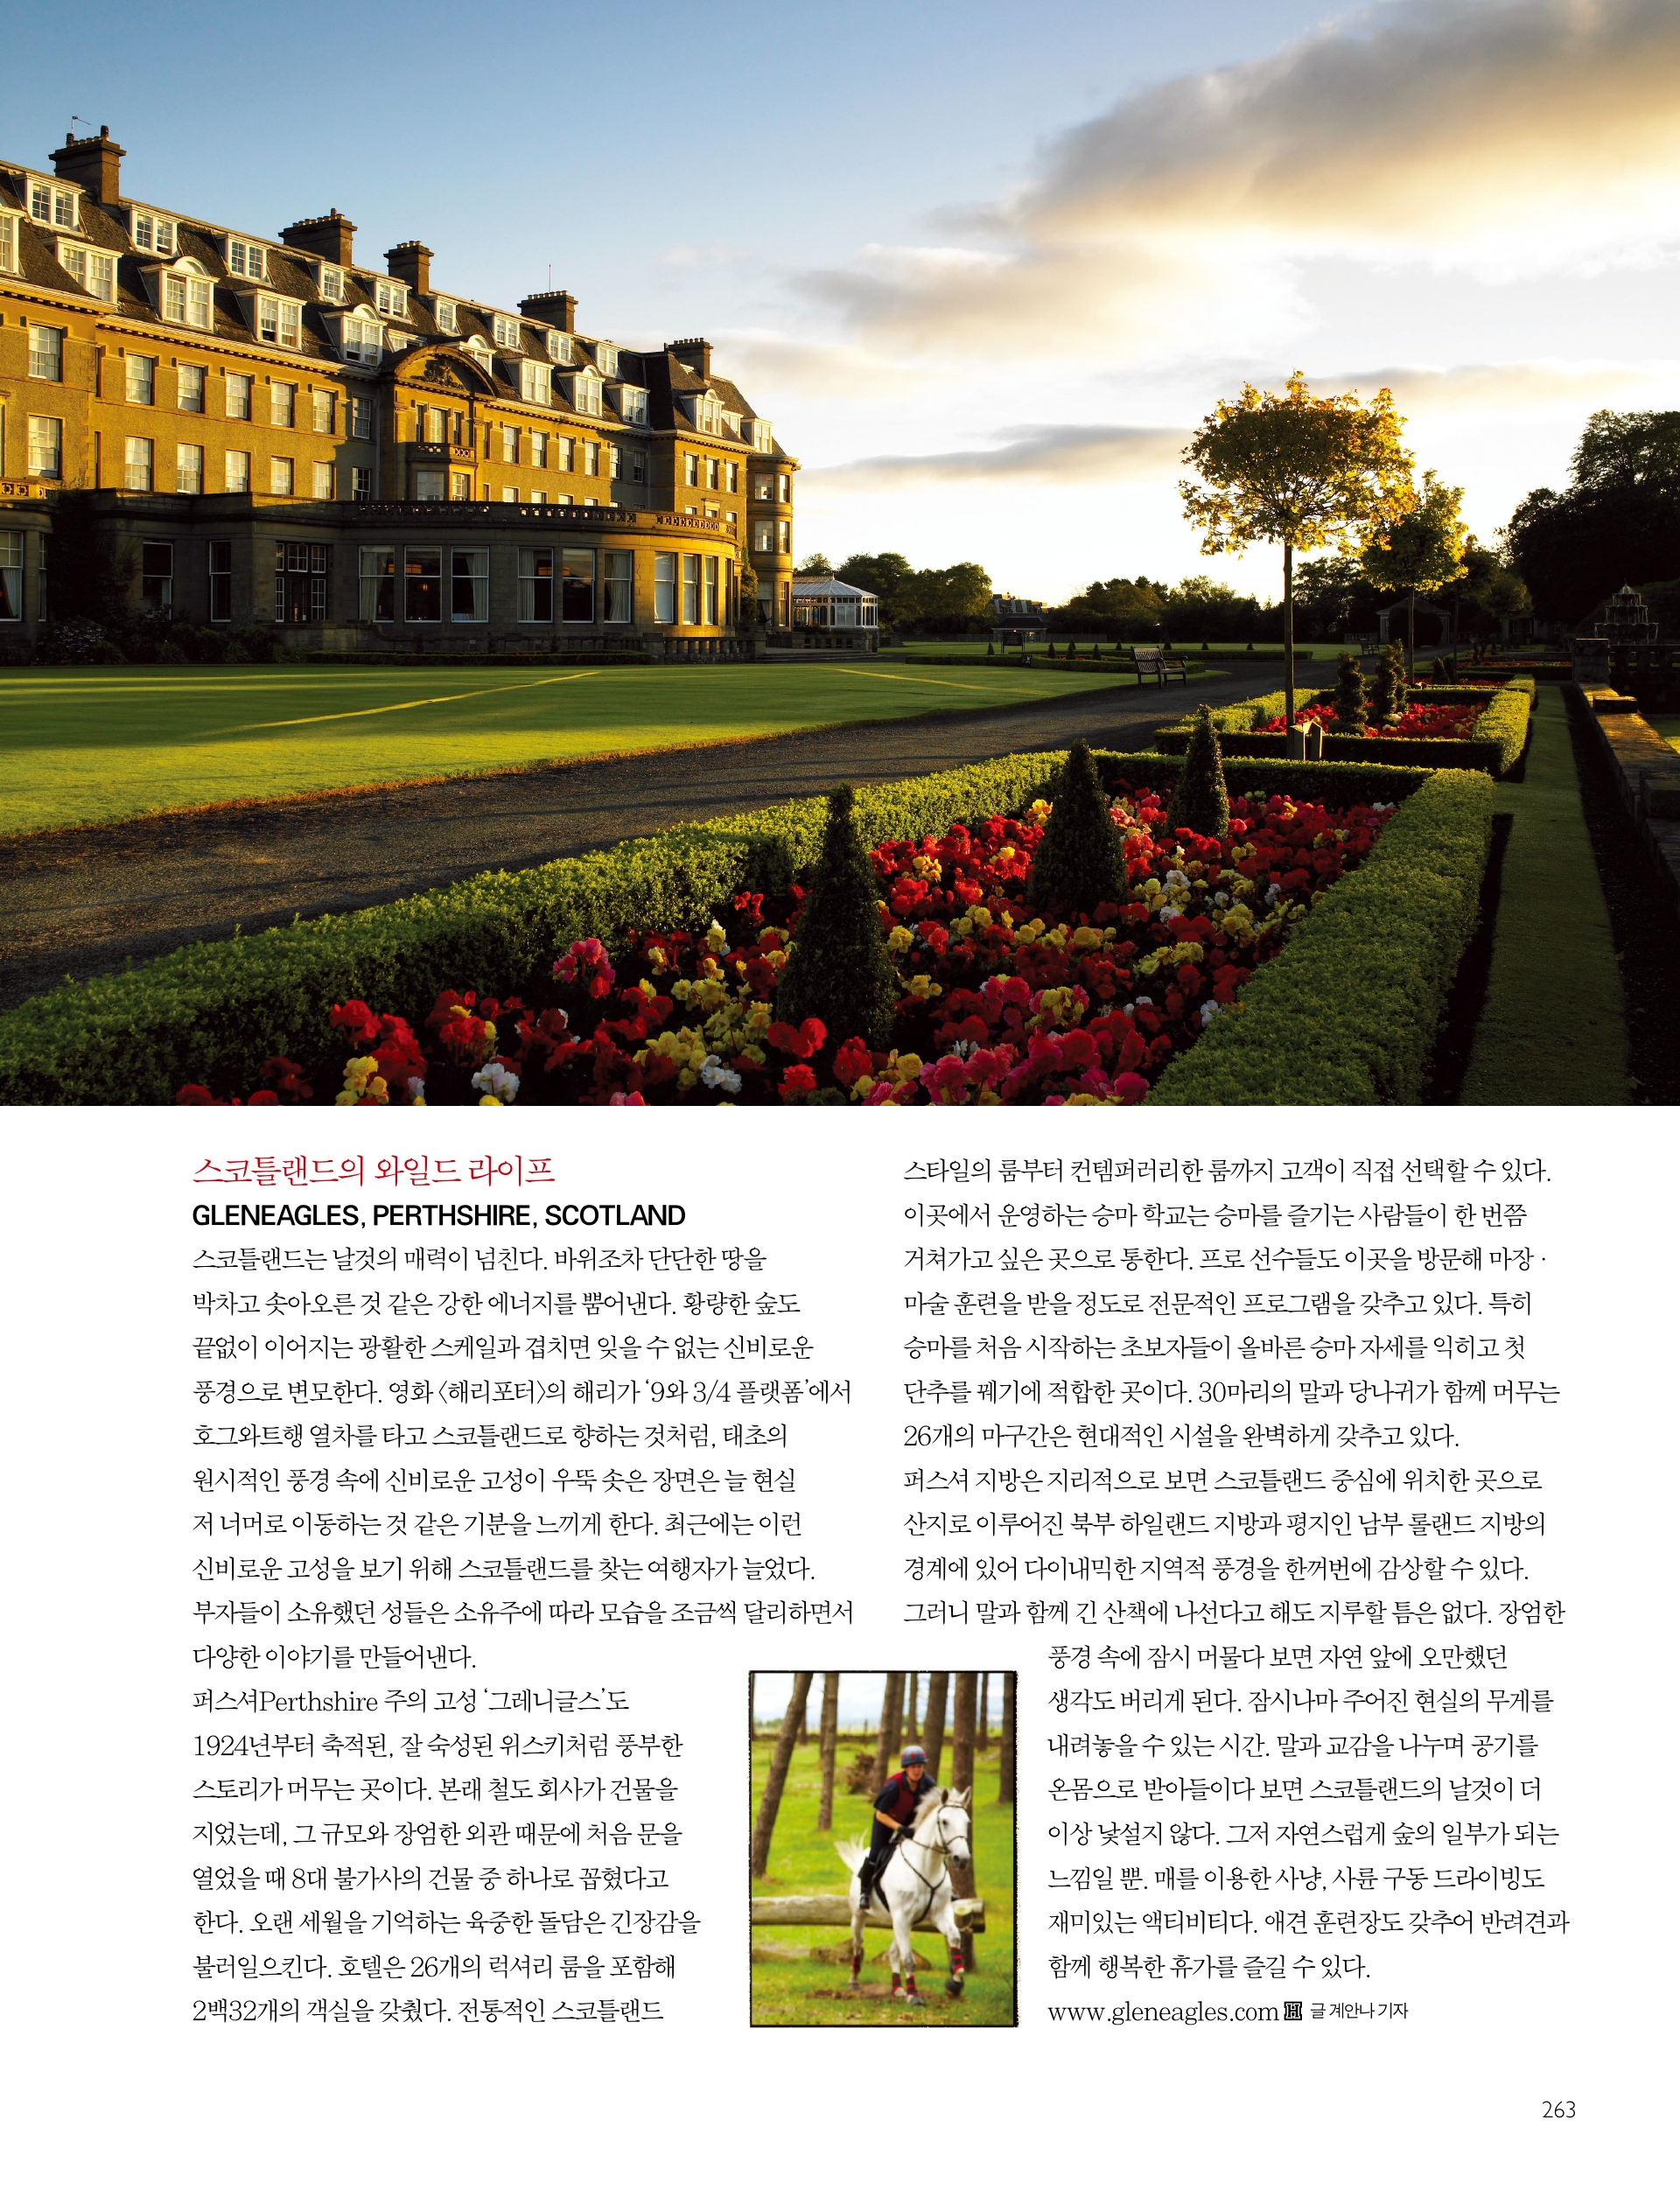 스코틀랜드의 와일드 라이프
GLENEAGLES, PERTHSHIRE, SCOTLAND
스코틀랜드는 날것의 매력이 넘친다. 바위조차 단단한 땅을
박차고 솟아오른 것 같은 강한 에너지를 뿜어낸다. 황량한 숲도
끝없이 이어지는 광활한 스케일과 겹치면 잊을 수 없는 신비로운
풍경으로 변모한다. 영화 〈해리포터〉의 해리가 ‘9와 3/4 플랫폼’에서
호그와트행 열차를 타고 스코틀랜드로 향하는 것처럼, 태초의
원시적인 풍경 속에 신비로운 고성이 우뚝 솟은 장면은 늘 현실
저 너머로 이동하는 것 같은 기분을 느끼게 한다. 최근에는 이런
신비로운 고성을 보기 위해 스코틀랜드를 찾는 여행자가 늘었다.
부자들이 소유했던 성들은 소유주에 따라 모습을 조금씩 달리하면서
다양한 이야기를 만들어낸다.
퍼스셔Perthshire 주의 고성 ‘그레니글스’도
1924년부터 축적된, 잘 숙성된 위스키처럼 풍부한
스토리가 머무는 곳이다. 본래 철도 회사가 건물을
지었는데, 그 규모와 장엄한 외관 때문에 처음 문을
열었을 때 8대 불가사의 건물 중 하나로 꼽혔다고
한다. 오랜 세월을 기억하는 육중한 돌담은 긴장감을
불러일으킨다. 호텔은 26개의 럭셔리 룸을 포함해
2백32개의 객실을 갖췄다. 전통적인 스코틀랜드
스타일의 룸부터 컨템퍼러리한 룸까지 고객이 직접 선택할 수 있다.
이곳에서 운영하는 승마 학교는 승마를 즐기는 사람들이 한 번쯤
거쳐가고 싶은 곳으로 통한다. 프로 선수들도 이곳을 방문해 마장·
마술 훈련을 받을 정도로 전문적인 프로그램을 갖추고 있다. 특히
승마를 처음 시작하는 초보자들이 올바른 승마 자세를 익히고 첫
단추를 꿰기에 적합한 곳이다. 30마리의 말과 당나귀가 함께 머무는
26개의 마구간은 현대적인 시설을 완벽하게 갖추고 있다.
퍼스셔 지방은 지리적으로 보면 스코틀랜드 중심에 위치한 곳으로
산지로 이루어진 북부 하일랜드 지방과 평지인 남부 롤랜드 지방의
경계에 있어 다이내믹한 지역적 풍경을 한꺼번에 감상할 수 있다.
그러니 말과 함께 긴 산책에 나선다고 해도 지루할 틈은 없다. 장엄한
풍경 속에 잠시 머물다 보면 자연 앞에 오만했던
생각도 버리게 된다. 잠시나마 주어진 현실의 무게를
내려놓을 수 있는 시간. 말과 교감을 나누며 공기를
온몸으로 받아들이다 보면 스코틀랜드의 날것이 더
이상 낯설지 않다. 그저 자연스럽게 숲의 일부가 되는
느낌일 뿐. 매를 이용한 사냥, 사륜 구동 드라이빙도
재미있는 액티비티다. 애견 훈련장도 갖추어 반려견과
함께 행복한 휴가를 즐길 수 있다.
www.gleneagles.com H 글 계안나 기자
263